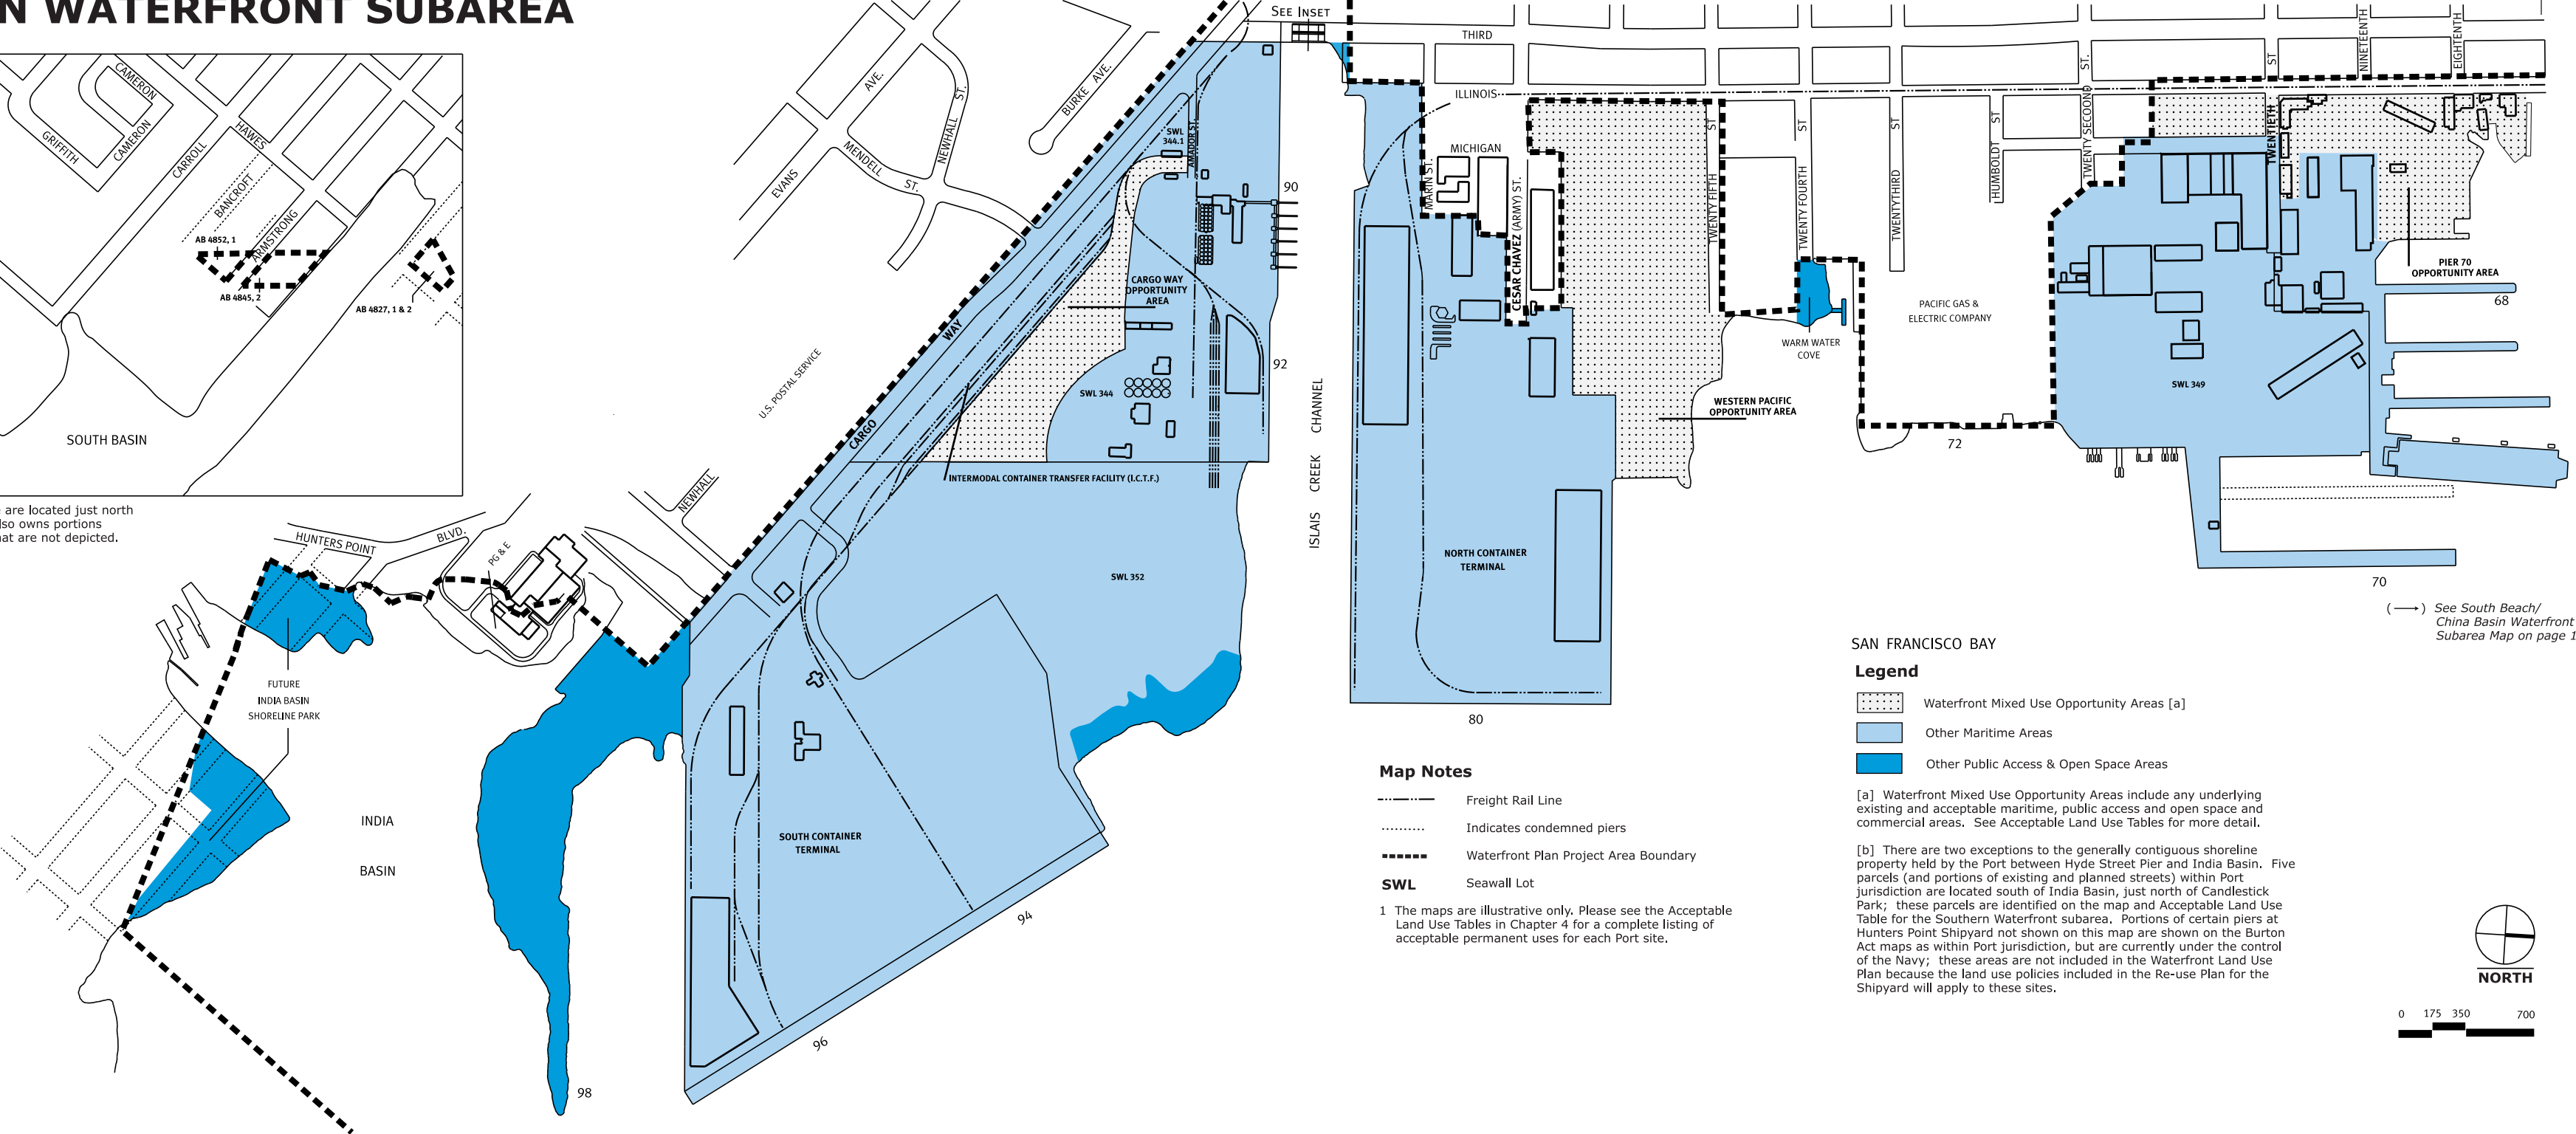 N WATERFRONT SUBAREA
CAMERON
CAMERON
GRIFFITH
CARROLL
HAWES
BANCROFT
ARMSTRONG
AB 4852, 1
AB 4845, 2
AB 4827, 1 & 2
SOUTH BASIN
are located just north
lso owns portions
hat are not depicted.
SEE INSET
THIRD
ILLINOIS
MICHIGAN
MARIN ST.
CESAR CHAVEZ (ARMY) ST.
TWENTY FIFTH
ST
TWENTY FOURTH
ST
TWENTYTHIRD
ST
HUMBOLDT
ST
TWENTY SECOOND
ST.
TWENTIETH
ST
NINETEENTH
EIGHTENTH
EVANS
AVE.
MENDELL
ST.
NEWHALL
ST.
BURKE AVE.
SWL
344.1
AMADOR ST.
90
92
CARGO WAY
OPPORTUNITY
AREA
SWL 344
CARGO
WAY
U.S. POSTAL SERVICE
INTERMODAL CONTAINER TRANSFER FACILITY (I.C.T.F.)
NEWHALL
ISLAIS CREEK CHANNEL
SWL 352
NORTH CONTAINER
TERMINAL
80
WESTERN PACIFIC
OPPORTUNITY AREA
WARM WATER
COVE
PACIFIC GAS &
ELECTRIC COMPANY
72
SWL 349
PIER 70
OPPORTUNITY AREA
68
70
( ⟶ ) See South Beach/
China Basin Waterfront
Subarea Map on page 1
HUNTERS POINT
BLVD.
PG & E
FUTURE
INDIA BASIN
SHORELINE PARK
INDIA
BASIN
98
SOUTH CONTAINER
TERMINAL
96
94
SAN FRANCISCO BAY
Legend
Waterfront Mixed Use Opportunity Areas [a]
Other Maritime Areas
Other Public Access & Open Space Areas
[a] Waterfront Mixed Use Opportunity Areas include any underlying
existing and acceptable maritime, public access and open space and
commercial areas. See Acceptable Land Use Tables for more detail.
[b] There are two exceptions to the generally contiguous shoreline
property held by the Port between Hyde Street Pier and India Basin. Five
parcels (and portions of existing and planned streets) within Port
jurisdiction are located south of India Basin, just north of Candlestick
Park; these parcels are identified on the map and Acceptable Land Use
Table for the Southern Waterfront subarea. Portions of certain piers at
Hunters Point Shipyard not shown on this map are shown on the Burton
Act maps as within Port jurisdiction, but are currently under the control
of the Navy; these areas are not included in the Waterfront Land Use
Plan because the land use policies included in the Re-use Plan for the
Shipyard will apply to these sites.
Map Notes
Freight Rail Line
Indicates condemned piers
Waterfront Plan Project Area Boundary
SWL Seawall Lot
1 The maps are illustrative only. Please see the Acceptable
Land Use Tables in Chapter 4 for a complete listing of
acceptable permanent uses for each Port site.
NORTH
0 175 350 700